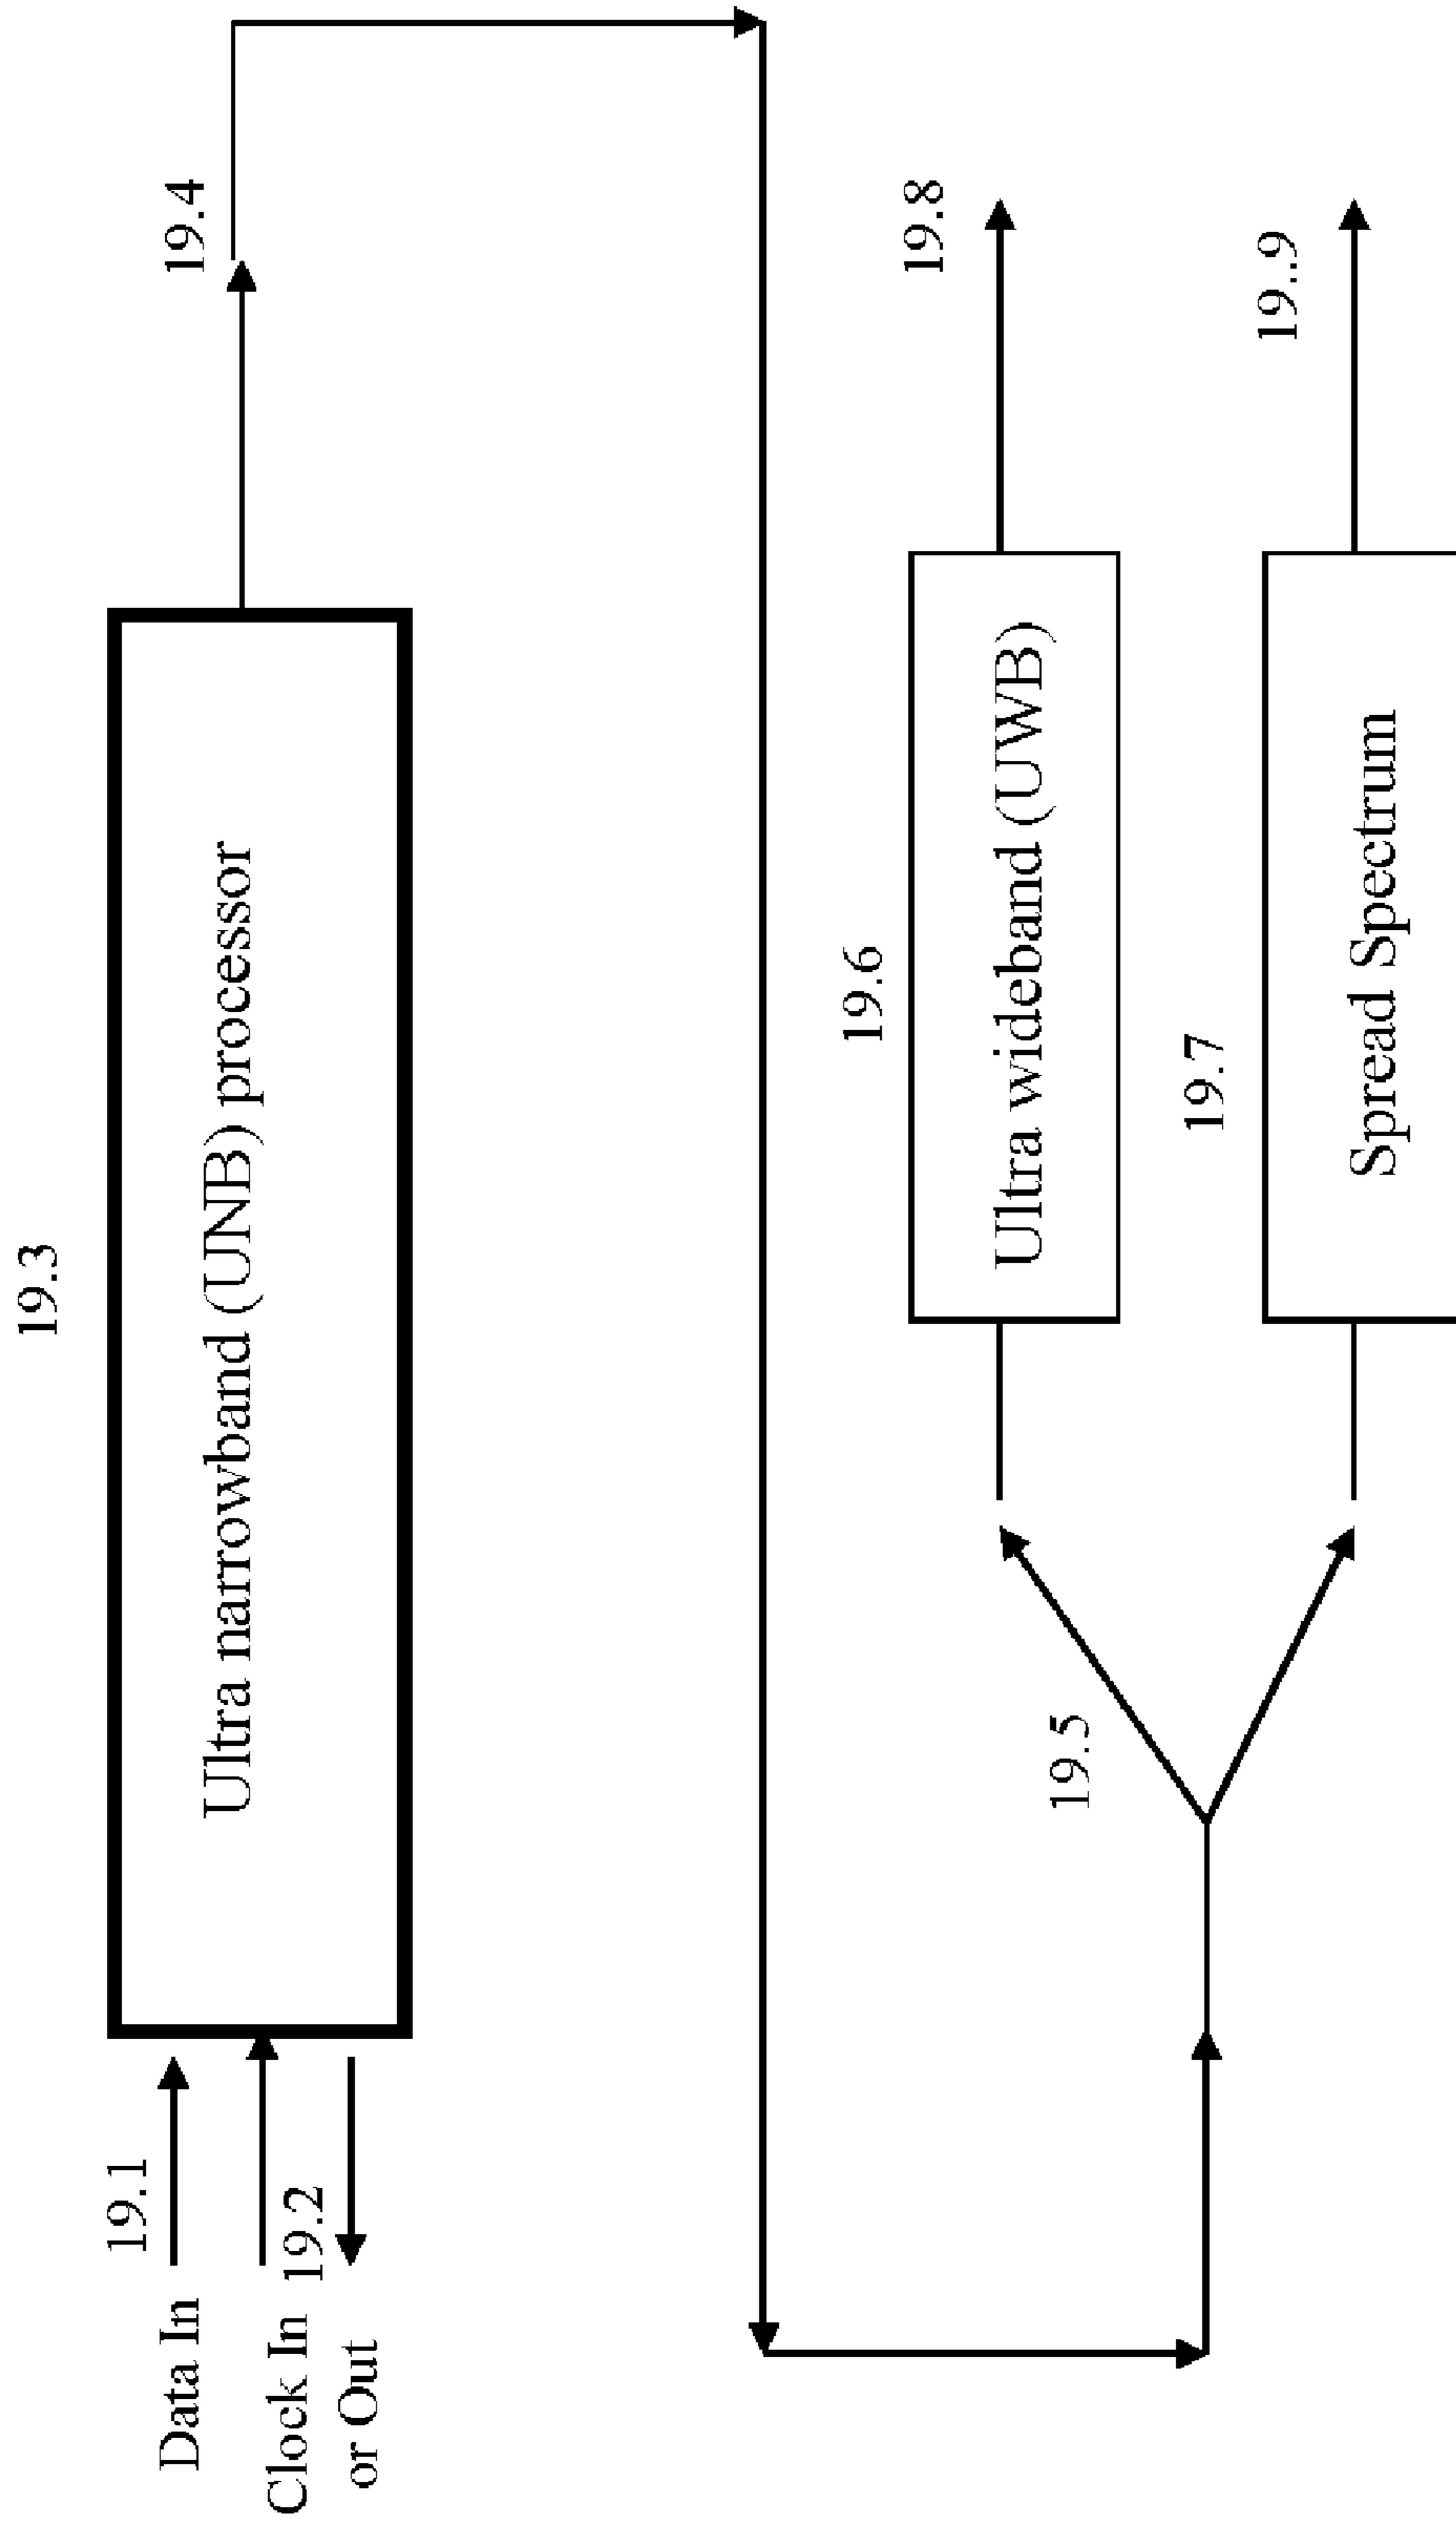 19.3
19.1
19.4
Data In
Ultra narrowband (UNB) processor
Clock In
19.2
or Out
19.6
19.8
Ultra wideband (UWB)
19.5
19.7
19..9
Spread Spectrum